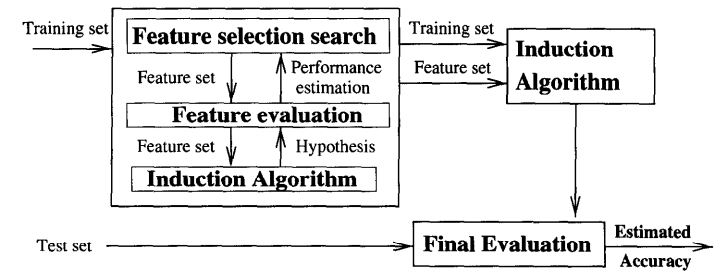 Training set
Feature selection search
Training set
Induction
Algorithm
Feature set
Performance
estimation
Feature set
Feature evaluation
Feature set
Hypothesis
Induction Algorithm
Test set
Final Evaluation
Estimated
Accuracy